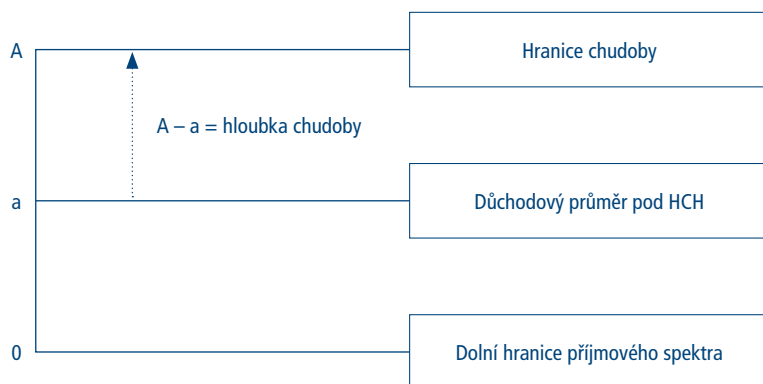 A
Hranice chudoby
A – a = hloubka chudoby
a
Důchodový průměr pod HCH
0
Dolní hranice příjmového spektra